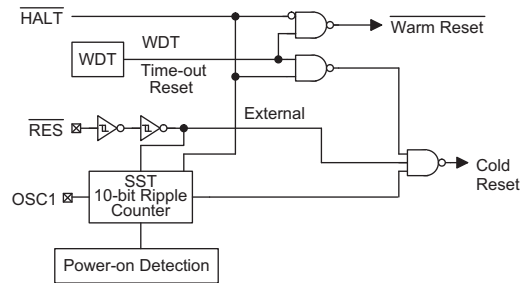 HALT
WDT
Warm Reset
WDT
Time-out
Reset
RES
External
Cold
Reset
OSC1
SST
10-bit Ripple
Counter
Power-on Detection